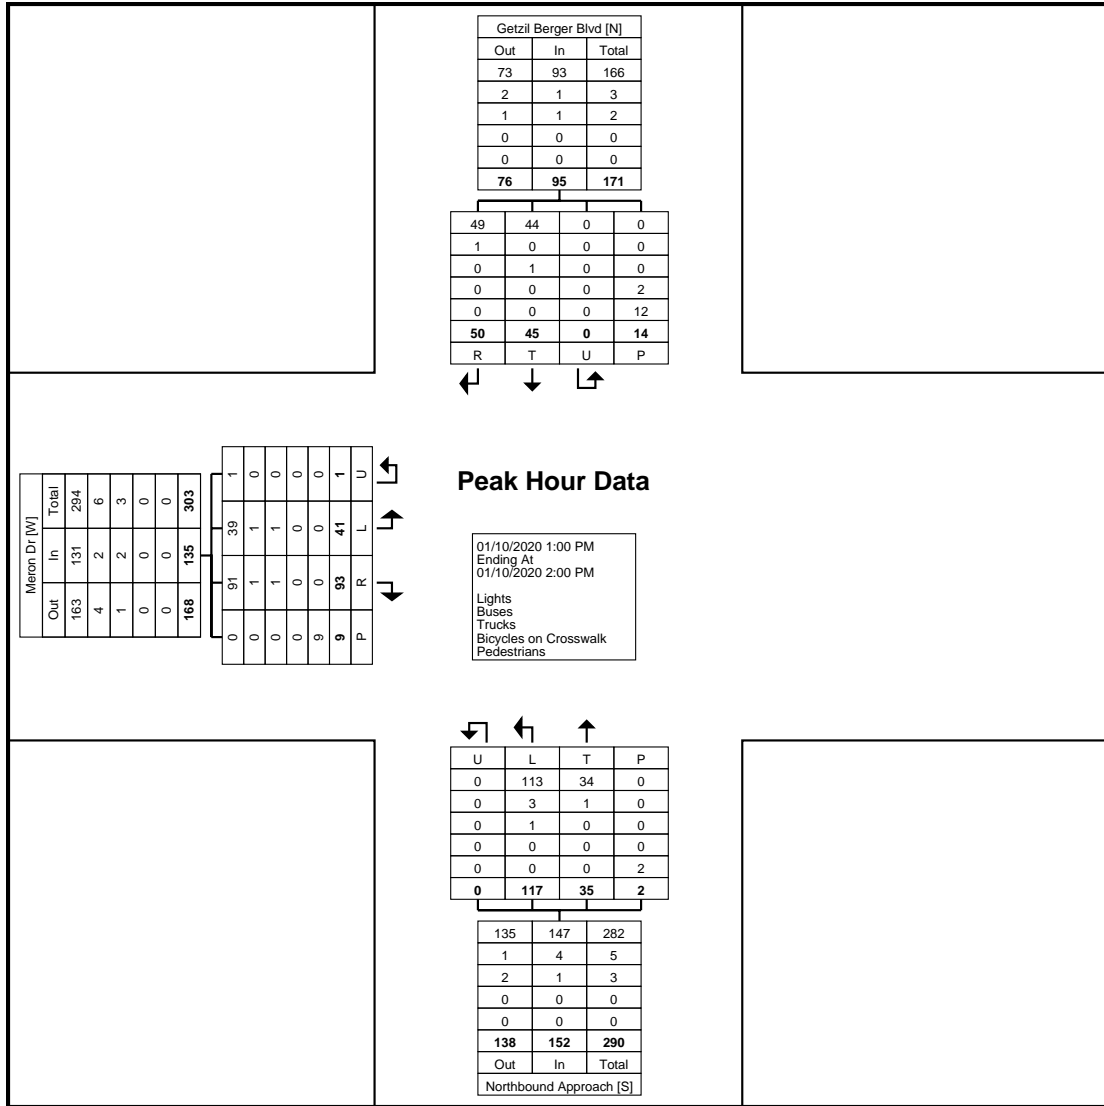 Getzil Berger Blvd [N]
Out In Total
73 93 166
2 1 3
1 1 2
0 0 0
0 0 0
76 95 171
49 44 0 0
1 0 0 0
0 1 0 0
0 0 0 2
0 0 0 12
50 45 0 14
R T U P
Meron Dr [W]
Out In Total
163 131 294
4 2 6
1 2 3
0 0 0
0 0 0
168 135 303
0 91 39 1
0 1 1 0
0 1 1 0
0 0 0 0
9 0 0 0
9 93 41 1
P R L U
Peak Hour Data
01/10/2020 1:00 PM
Ending At
01/10/2020 2:00 PM
Lights
Buses
Trucks
Bicycles on Crosswalk
Pedestrians
U L T P
0 113 34 0
0 3 1 0
0 1 0 0
0 0 0 0
0 0 0 2
0 117 35 2
135 147 282
1 4 5
2 1 3
0 0 0
0 0 0
138 152 290
Out In Total
Northbound Approach [S]